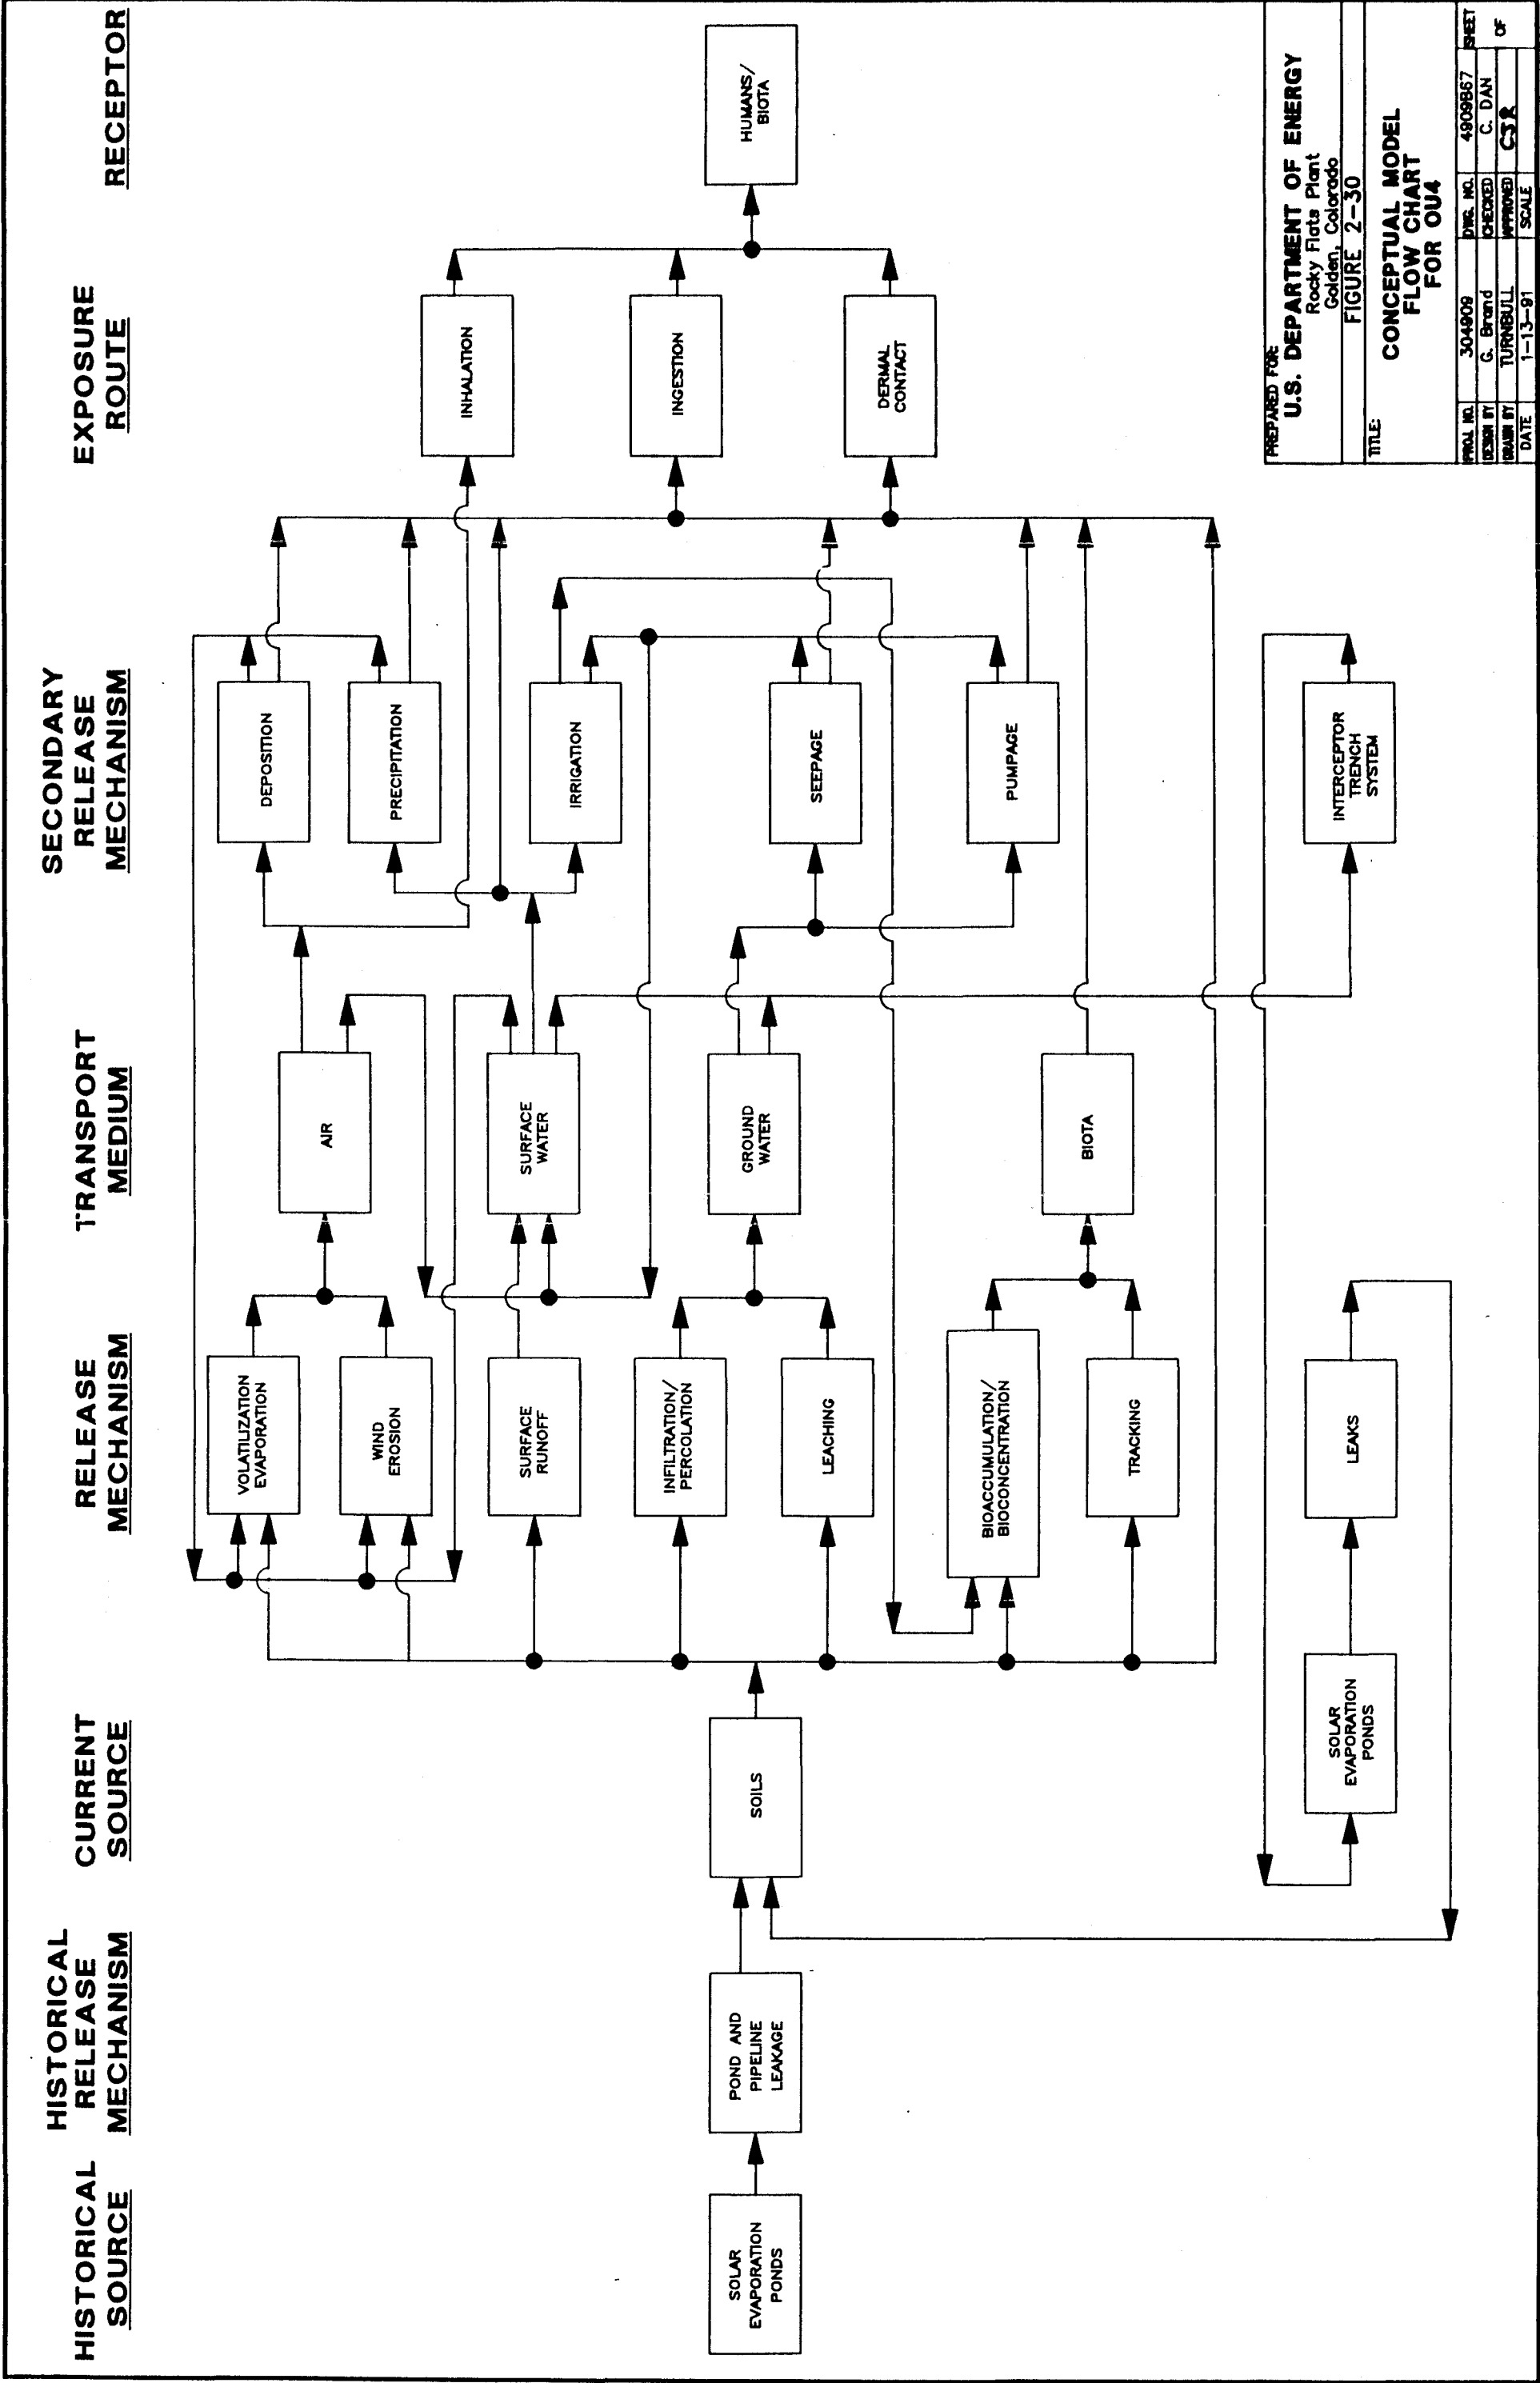 HISTORICAL
SOURCE
HISTORICAL
RELEASE
MECHANISM
CURRENT
SOURCE
RELEASE
MECHANISM
TRANSPORT
MEDIUM
SECONDARY
RELEASE
MECHANISM
EXPOSURE
ROUTE
RECEPTOR
SOLAR
EVAPORATION
PONDS
POND AND
PIPELINE
LEAKAGE
SOILS
SOLAR
EVAPORATION
PONDS
VOLATILIZATION
EVAPORATION
WIND
EROSION
SURFACE
RUNOFF
INFILTRATION/
PERCOLATION
LEACHING
BIOACCUMULATION/
BIOCONCENTRATION
TRACKING
LEAKS
AIR
SURFACE
WATER
GROUND
WATER
BIOTA
DEPOSITION
PRECIPITATION
IRRIGATION
SEEPAGE
PUMPAGE
INTERCEPTOR
TRENCH
SYSTEM
INHALATION
INGESTION
DERMAL
CONTACT
HUMANS/
BIOTA
PREPARED FOR:
U.S. DEPARTMENT OF ENERGY
Rocky Flats Plant
Golden, Colorado
FIGURE 2-30
TITLE:
CONCEPTUAL MODEL
FLOW CHART
FOR OU4
PROJ. NO. 304909 DWG. NO. 4909B67 SHEET
DESIGN BY G. Brand CHECKED C. DAN OF
DRAWN BY TURNBULL APPROVED CJR
DATE 1-13-91 SCALE